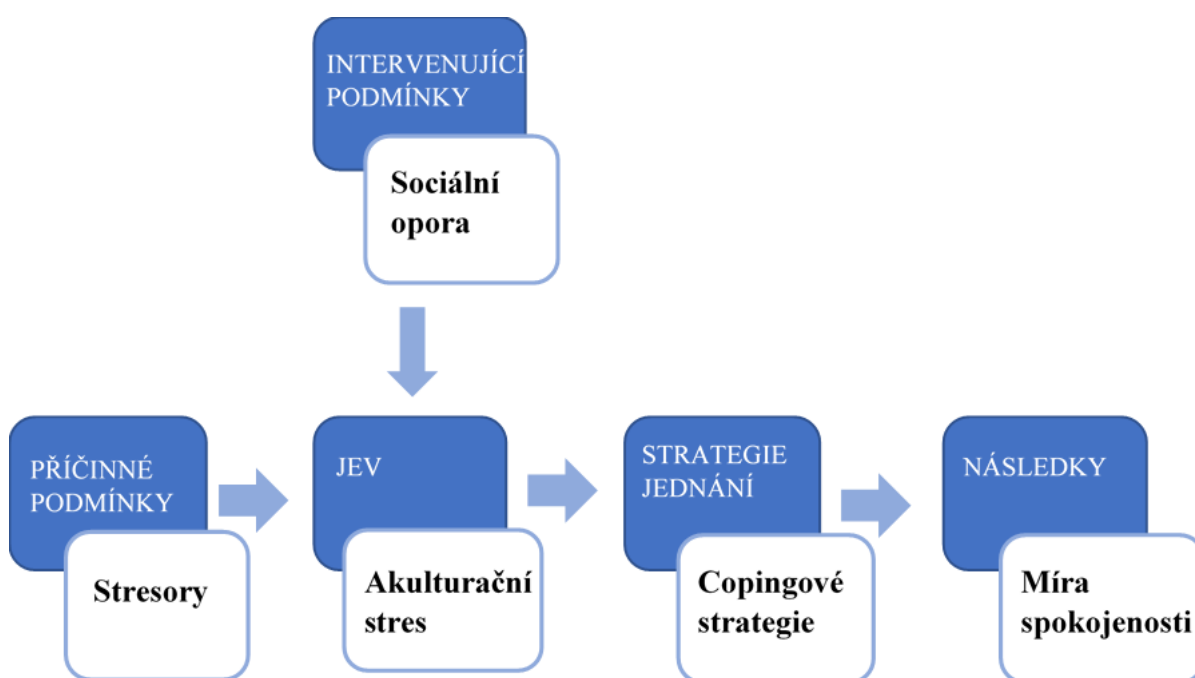 INTERVENUJÍCÍ
PODMÍNKY
Sociální
opora
PŘÍČINNÉ
PODMÍNKY
Stresory
JEV
Akulturační
stres
STRATEGIE
JEDNÁNÍ
Copingové
strategie
NÁSLEDKY
Míra
spokojenosti